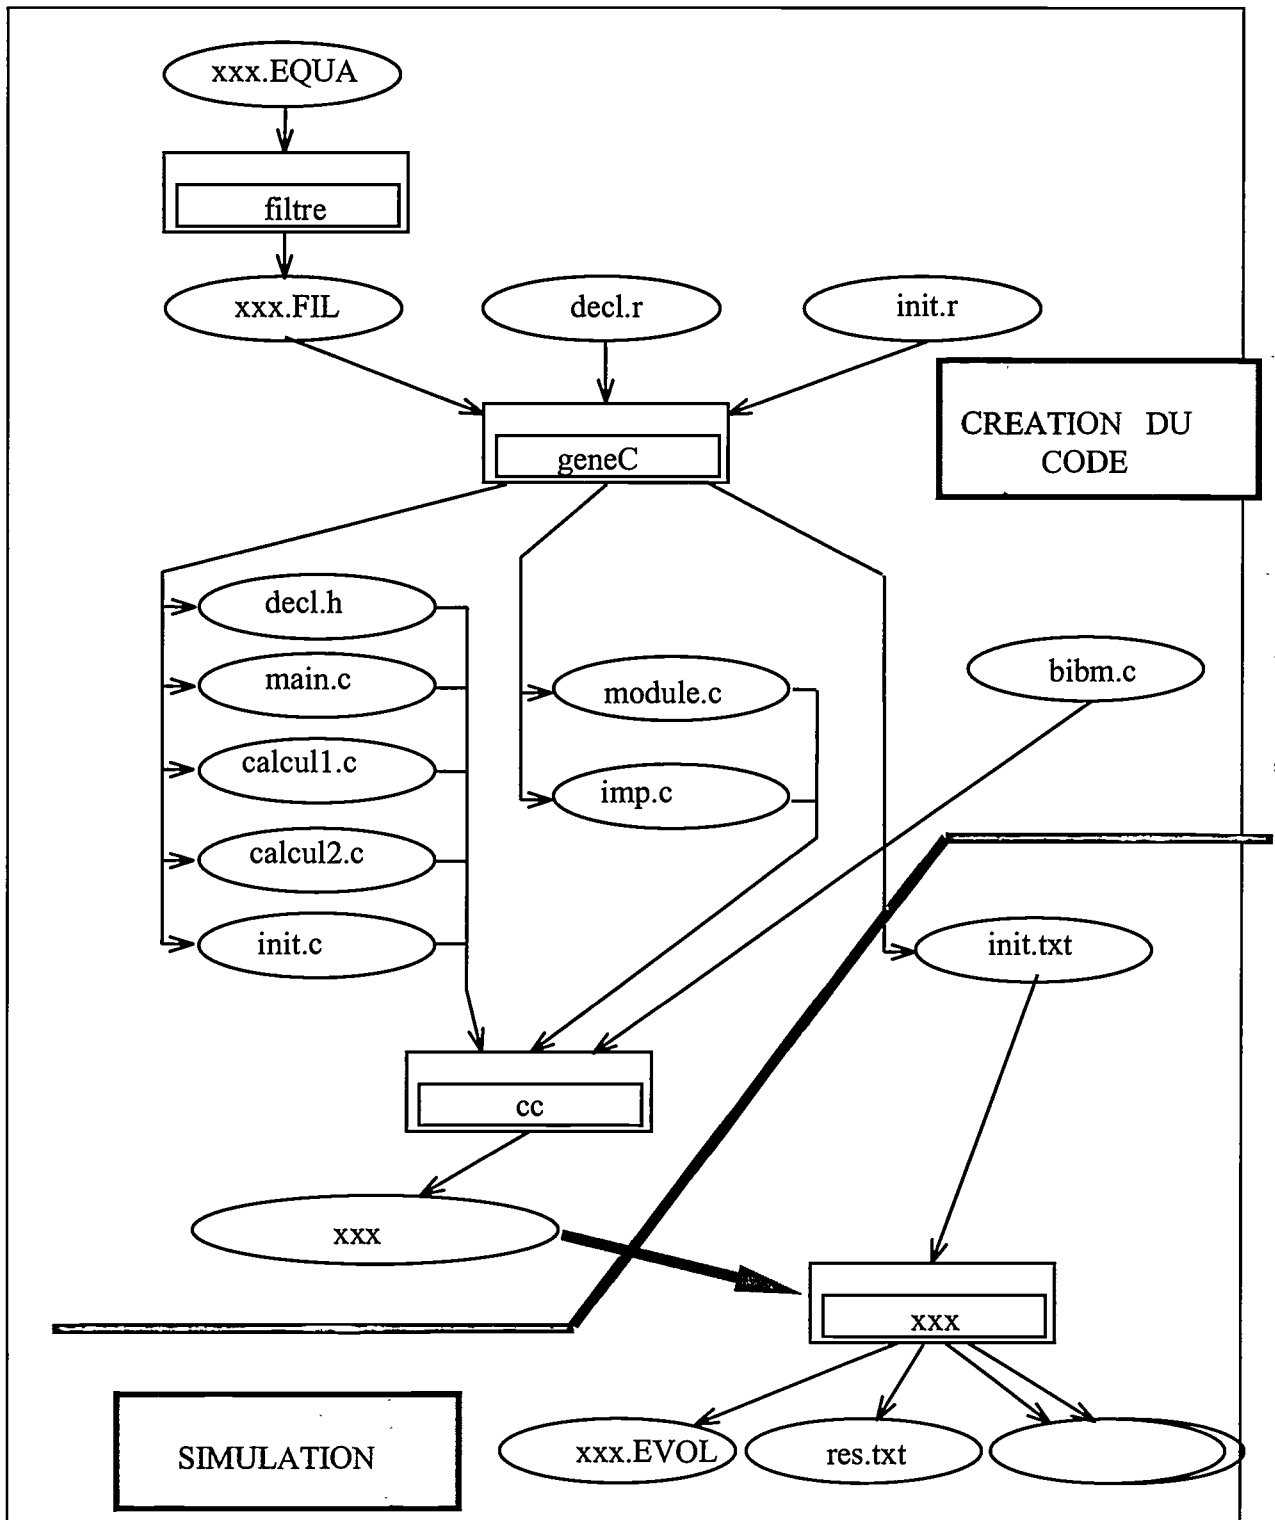 xxx.EQUA
filtre
xxx.FIL
decl.r
init.r
CREATION DU
CODE
geneC
decl.h
main.c
calcul1.c
calcul2.c
init.c
module.c
imp.c
bibm.c
init.txt
cc
xxx
xxx
SIMULATION
xxx.EVOL
res.txt